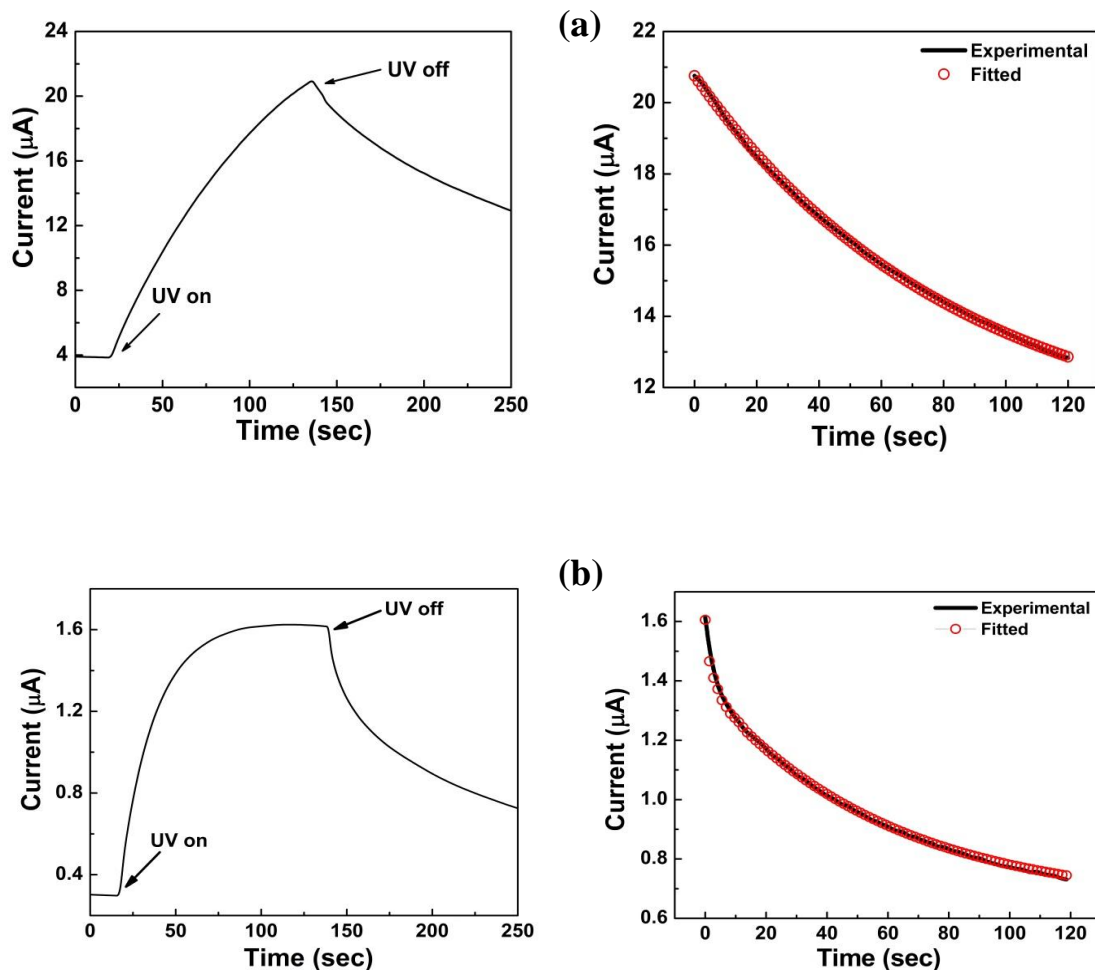 (a)
24
20
16
12
8
4
Current (µA)
UV off
UV on
0 50 100 150 200 250
Time (sec)
22
20
18
16
14
12
Current (µA)
Experimental
Fitted
0 20 40 60 80 100 120
Time (sec)
(b)
1.6
1.2
0.8
0.4
Current (µA)
UV off
UV on
0 50 100 150 200 250
Time (sec)
1.6
1.4
1.2
1.0
0.8
0.6
Current (µA)
Experimental
Fitted
0 20 40 60 80 100 120
Time (sec)